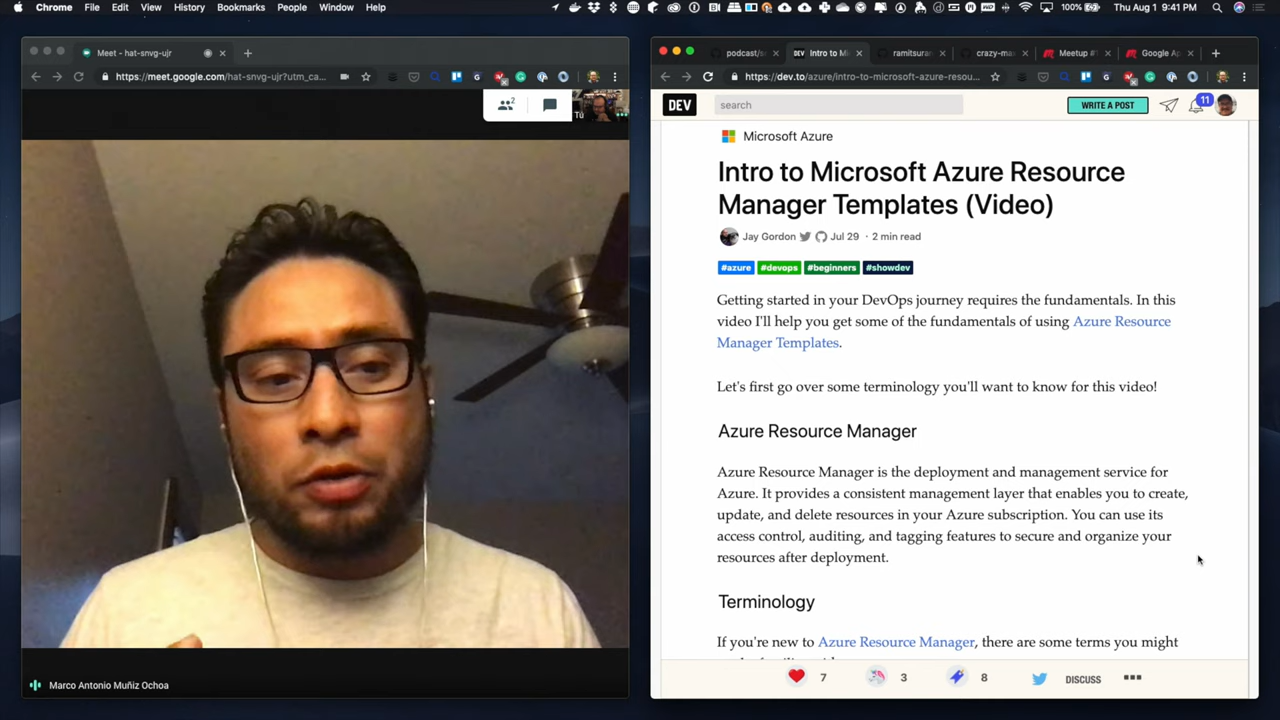 Chrome File Edit View History Bookmarks People Window Help
100% Thu Aug 1 9:41 PM
Meet - hat-snvg-ujr
https://meet.google.com/hat-snvg-ujr?utm_ca...
2
Tú
Marco Antonio Muñiz Ochoa
podcast/s
Intro to Mi
ramitsura
crazy-ma
Meetup #
Google Ap
https://dev.to/azure/intro-to-microsoft-azure-resou...
DEV
search
WRITE A POST
11
Microsoft Azure
Intro to Microsoft Azure Resource
Manager Templates (Video)
Jay Gordon Jul 29 · 2 min read
#azure #devops #beginners #showdev
Getting started in your DevOps journey requires the fundamentals. In this
video I'll help you get some of the fundamentals of using Azure Resource
Manager Templates.
Let's first go over some terminology you'll want to know for this video!
Azure Resource Manager
Azure Resource Manager is the deployment and management service for
Azure. It provides a consistent management layer that enables you to create,
update, and delete resources in your Azure subscription. You can use its
access control, auditing, and tagging features to secure and organize your
resources after deployment.
Terminology
If you're new to Azure Resource Manager, there are some terms you might
7 3 8 DISCUSS